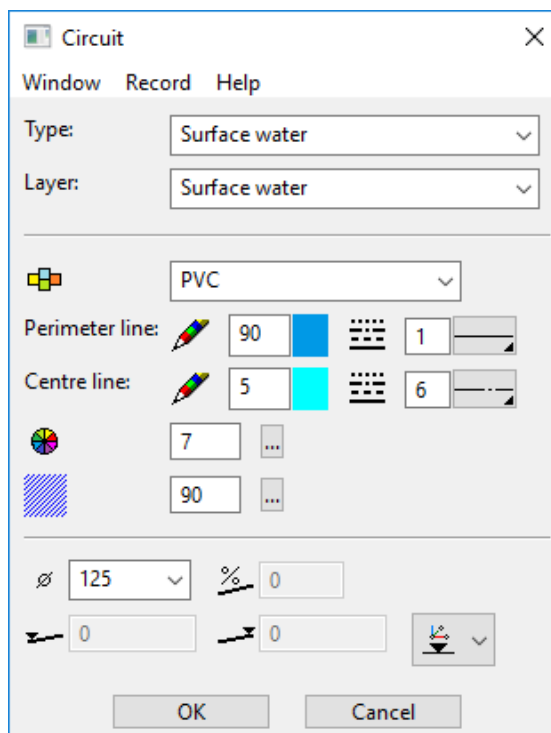 Circuit
Window Record Help
Type: Surface water
Layer: Surface water
PVC
Perimeter line: 90 1
Centre line: 5 6
7 ...
90 ...
⌀ 125 % 0
0 0
OK Cancel